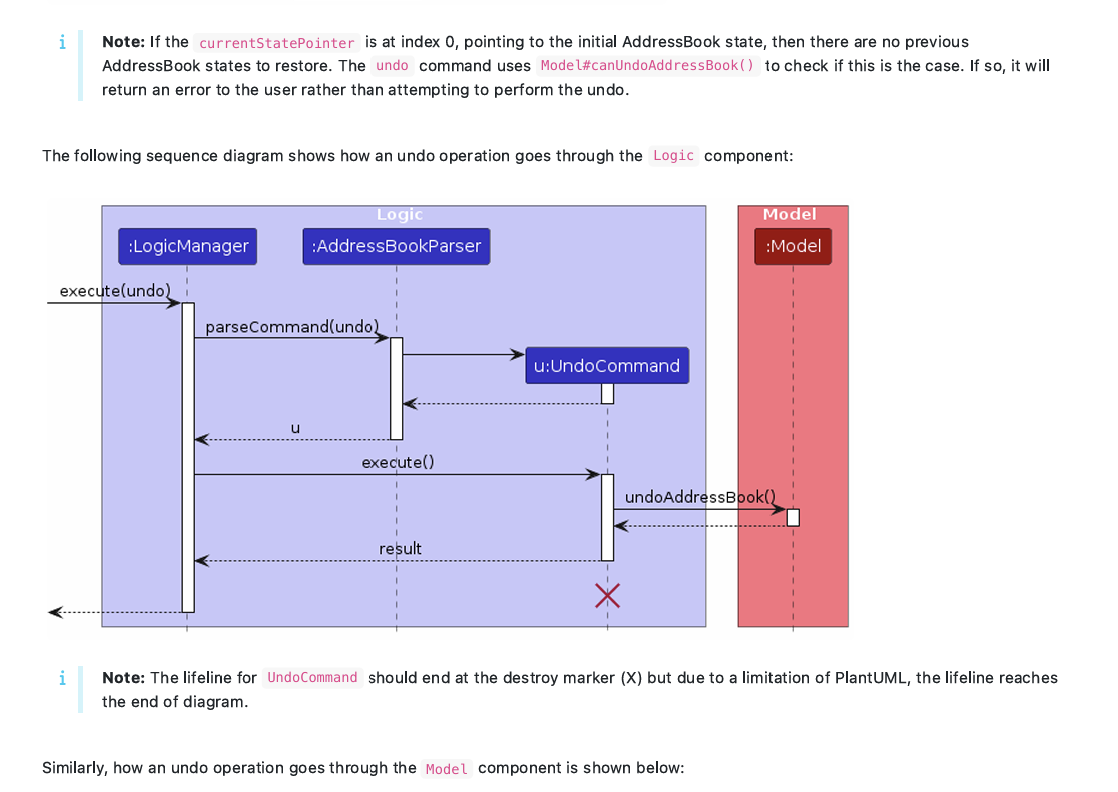 i Note: If the currentStatePointer is at index 0, pointing to the initial AddressBook state, then there are no previous
AddressBook states to restore. The undo command uses Model#canUndoAddressBook() to check if this is the case. If so, it will
return an error to the user rather than attempting to perform the undo.
The following sequence diagram shows how an undo operation goes through the Logic component:
Logic
Model
:LogicManager
:AddressBookParser
:Model
execute(undo)
parseCommand(undo)
u:UndoCommand
u
execute()
undoAddressBook()
result
i Note: The lifeline for UndoCommand should end at the destroy marker (X) but due to a limitation of PlantUML, the lifeline reaches
the end of diagram.
Similarly, how an undo operation goes through the Model component is shown below: